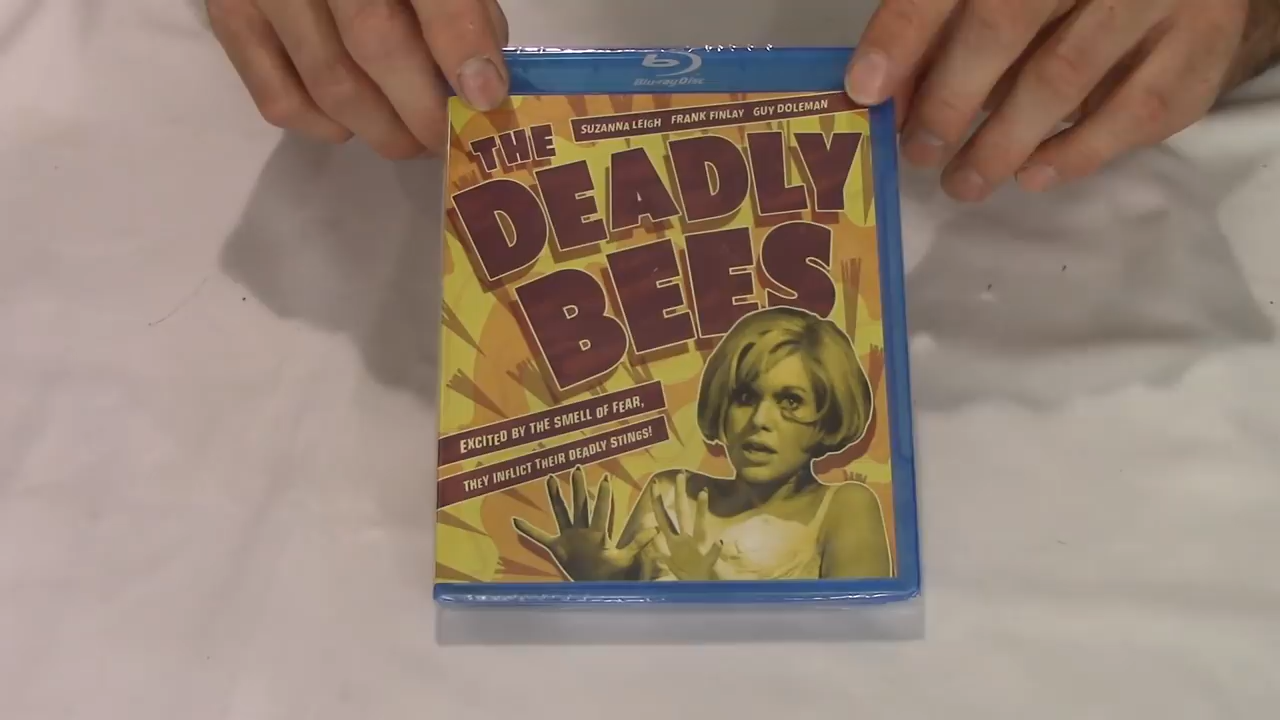 Blu-ray Disc
SUZANNA LEIGH FRANK FINLAY GUY DOLEMAN
THE
DEADLY
BEES
EXCITED BY THE SMELL OF FEAR,
THEY INFLICT THEIR DEADLY STINGS!